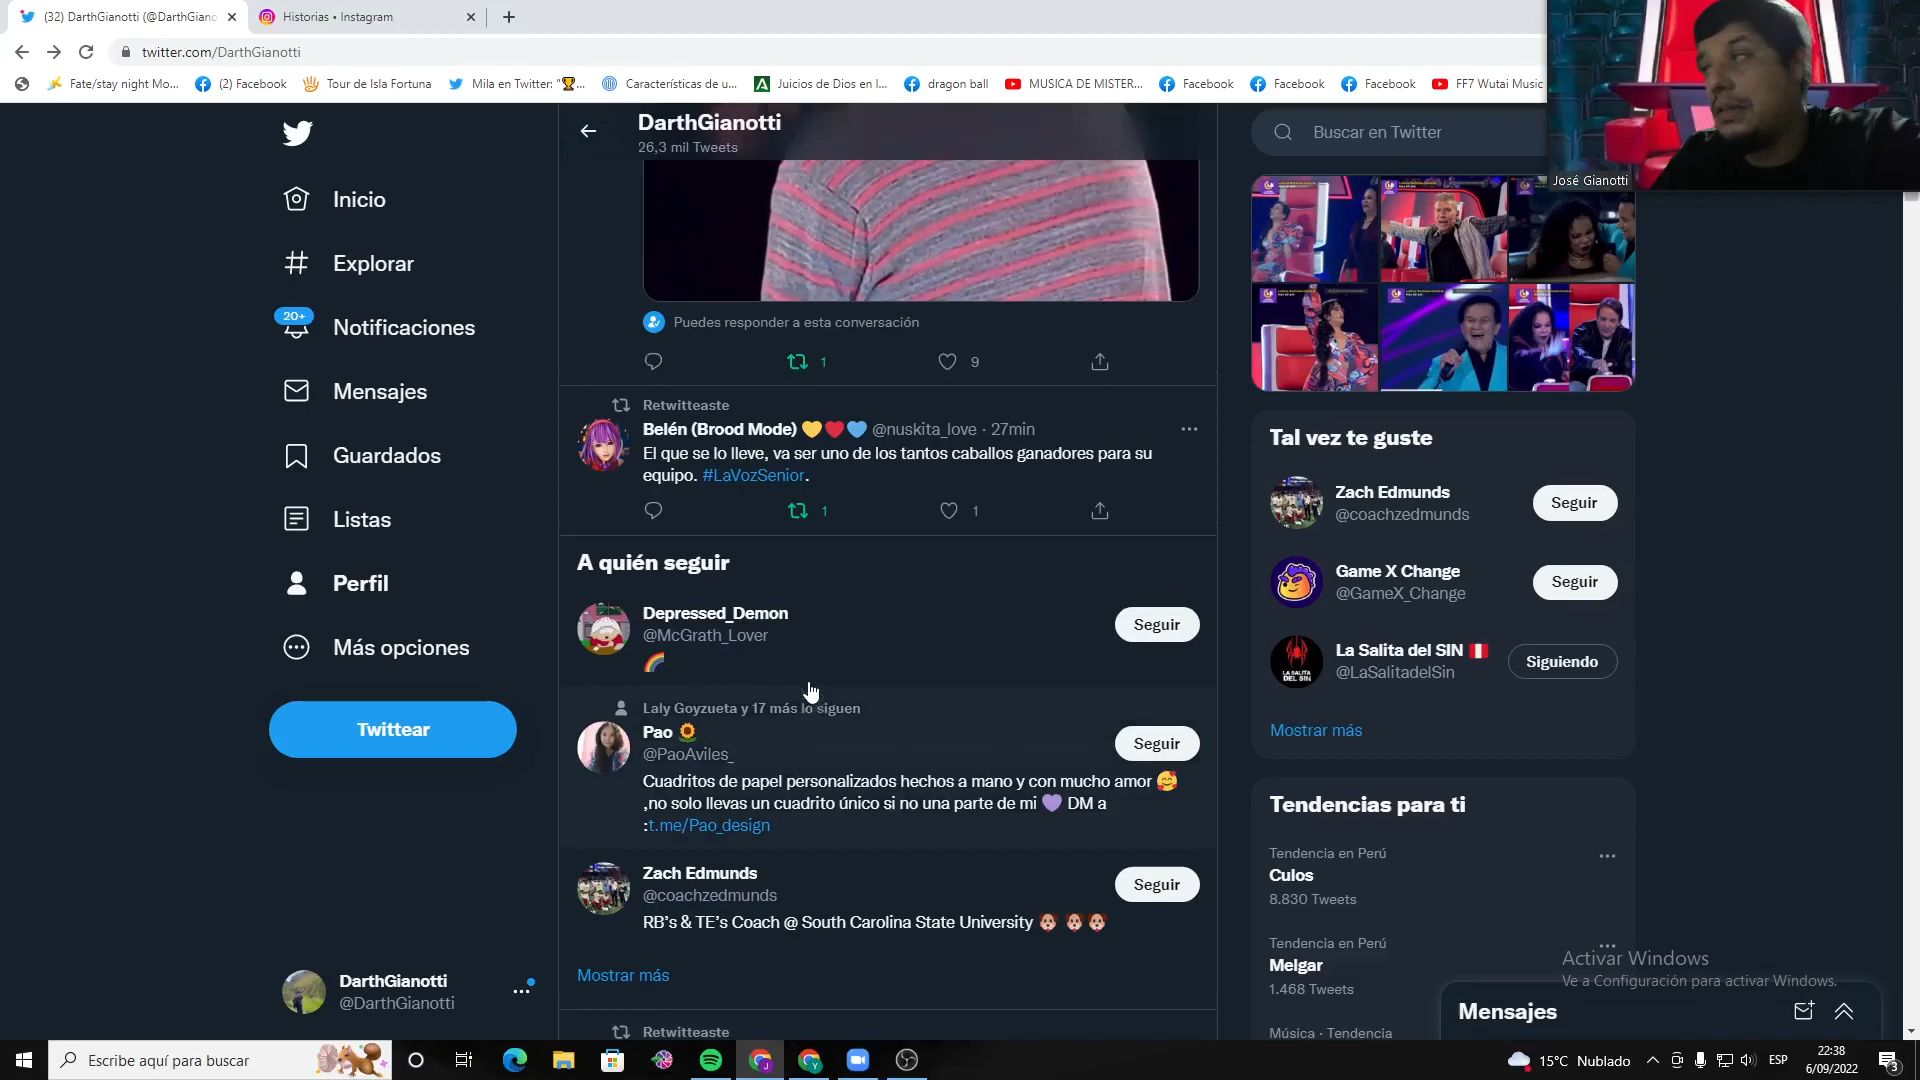 (32) DarthGianotti (@DarthGiano
Historias • Instagram
twitter.com/DarthGianotti
Fate/stay night Mo...
(2) Facebook
Tour de Isla Fortuna
Mila en Twitter: "🏆...
Características de u...
Juicios de Dios en l...
dragon ball
MUSICA DE MISTER...
Facebook
Facebook
Facebook
FF7 Wutai Music
José Gianotti
Inicio
Explorar
20+
Notificaciones
Mensajes
Guardados
Listas
Perfil
Más opciones
Twittear
DarthGianotti
@DarthGianotti
DarthGianotti
26,3 mil Tweets
Puedes responder a esta conversación
1
9
Retwitteaste
Belén (Brood Mode) 💛❤️💙 @nuskita_love · 27min
El que se lo lleve, va ser uno de los tantos caballos ganadores para su
equipo. #LaVozSenior.
1
1
A quién seguir
Depressed_Demon
@McGrath_Lover
🌈
Seguir
Laly Goyzueta y 17 más lo siguen
Pao 🌻
@PaoAviles_
Seguir
Cuadritos de papel personalizados hechos a mano y con mucho amor 🥰
,no solo llevas un cuadrito único si no una parte de mi 💜 DM a
:t.me/Pao_design
Zach Edmunds
@coachzedmunds
Seguir
RB's & TE's Coach @ South Carolina State University 🐶 🐶🐶
Mostrar más
Retwitteaste
Buscar en Twitter
Tal vez te guste
Zach Edmunds
@coachzedmunds
Seguir
Game X Change
@GameX_Change
Seguir
LA SALITA
DEL SIN
La Salita del SIN 🇵🇪
@LaSalitadelSin
Siguiendo
Mostrar más
Tendencias para ti
Tendencia en Perú
Culos
8.830 Tweets
Tendencia en Perú
Melgar
1.468 Tweets
Música · Tendencia
Activar Windows
Ve a Configuración para activar Windows.
Mensajes
Escribe aquí para buscar
15°C Nublado
ESP
22:38
6/09/2022
3